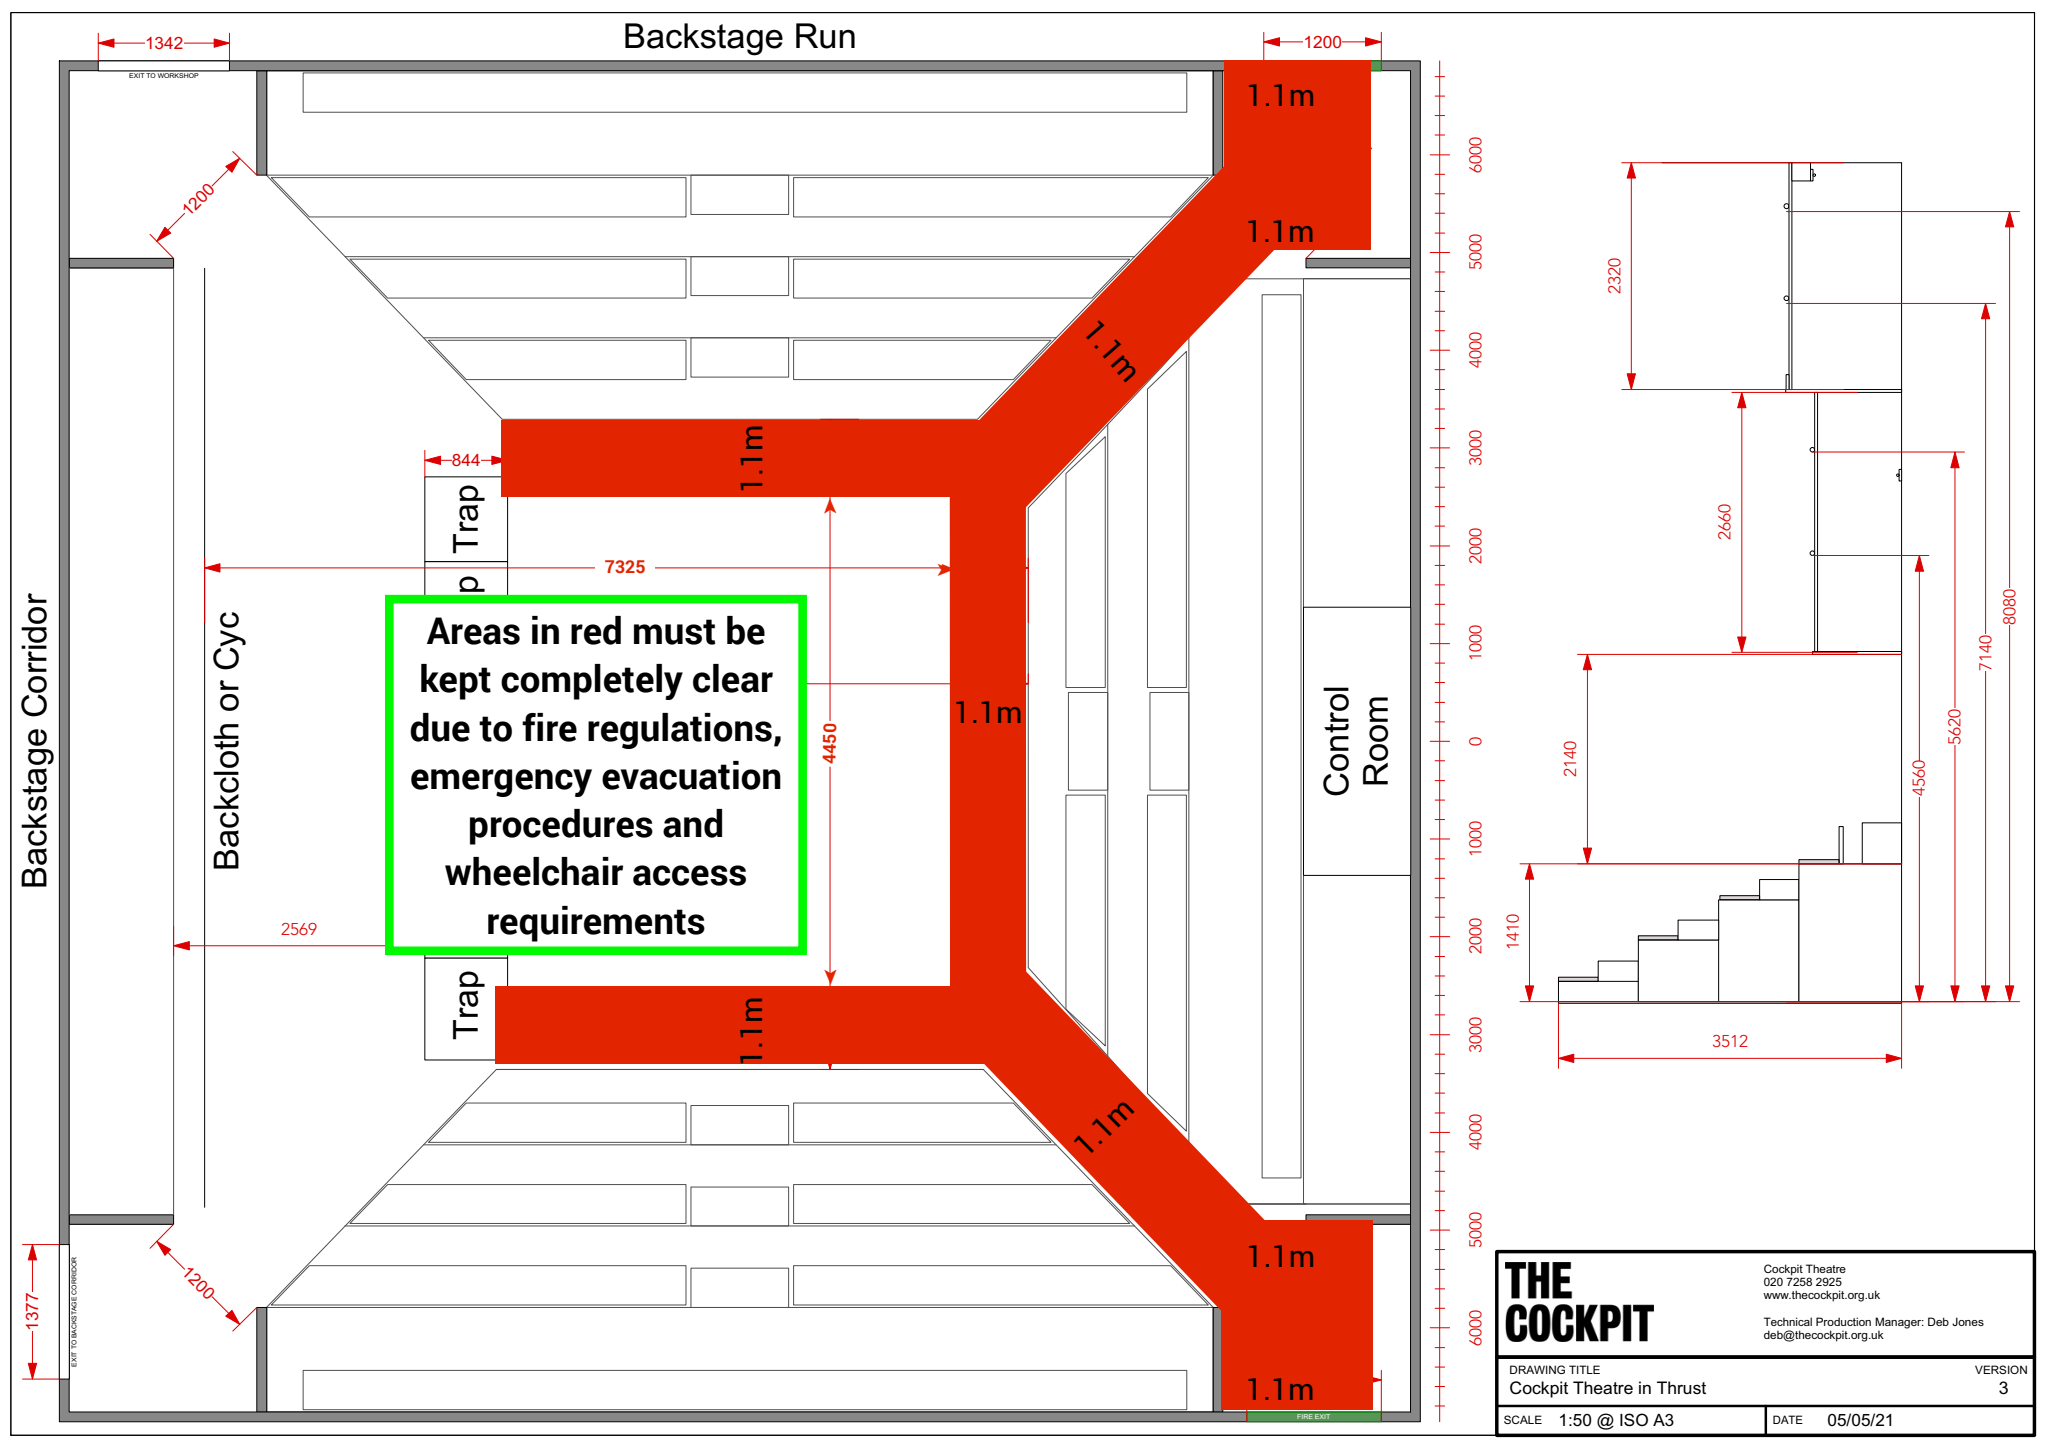 Backstage Run
1342
EXIT TO WORKSHOP
1200
1.1m
1200
1.1m
1.1m
1.1m
844
Trap
7325
p
Areas in red must be
kept completely clear
due to fire regulations,
emergency evacuation
procedures and
wheelchair access
requirements
4450
1.1m
Backstage Corridor
Backcloth or Cyc
Control
Room
2569
Trap
1.1m
1.1m
1200
1377
EXIT TO BACKSTAGE CORRIDOR
1.1m
1.1m
FIRE EXIT
6000
5000
4000
3000
2000
1000
0
1000
2000
3000
4000
5000
6000
2320
2660
2140
1410
8080
7140
5620
4560
3512
THE
COCKPIT
Cockpit Theatre
020 7258 2925
www.thecockpit.org.uk
Technical Production Manager: Deb Jones
deb@thecockpit.org.uk
DRAWING TITLE
Cockpit Theatre in Thrust
VERSION
3
SCALE 1:50 @ ISO A3
DATE 05/05/21